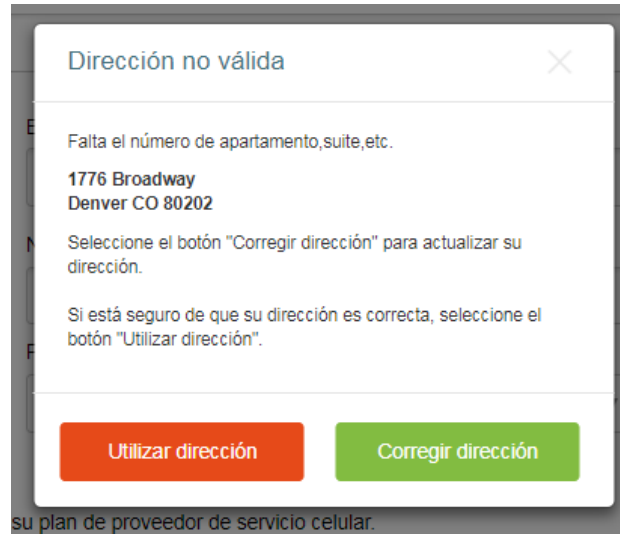 Dirección no válida
Falta el número de apartamento,suite,etc.
1776 Broadway
Denver CO 80202
Seleccione el botón "Corregir dirección" para actualizar su
dirección.
Si está seguro de que su dirección es correcta, seleccione el
botón "Utilizar dirección".
Utilizar dirección
Corregir dirección
su plan de proveedor de servicio celular.